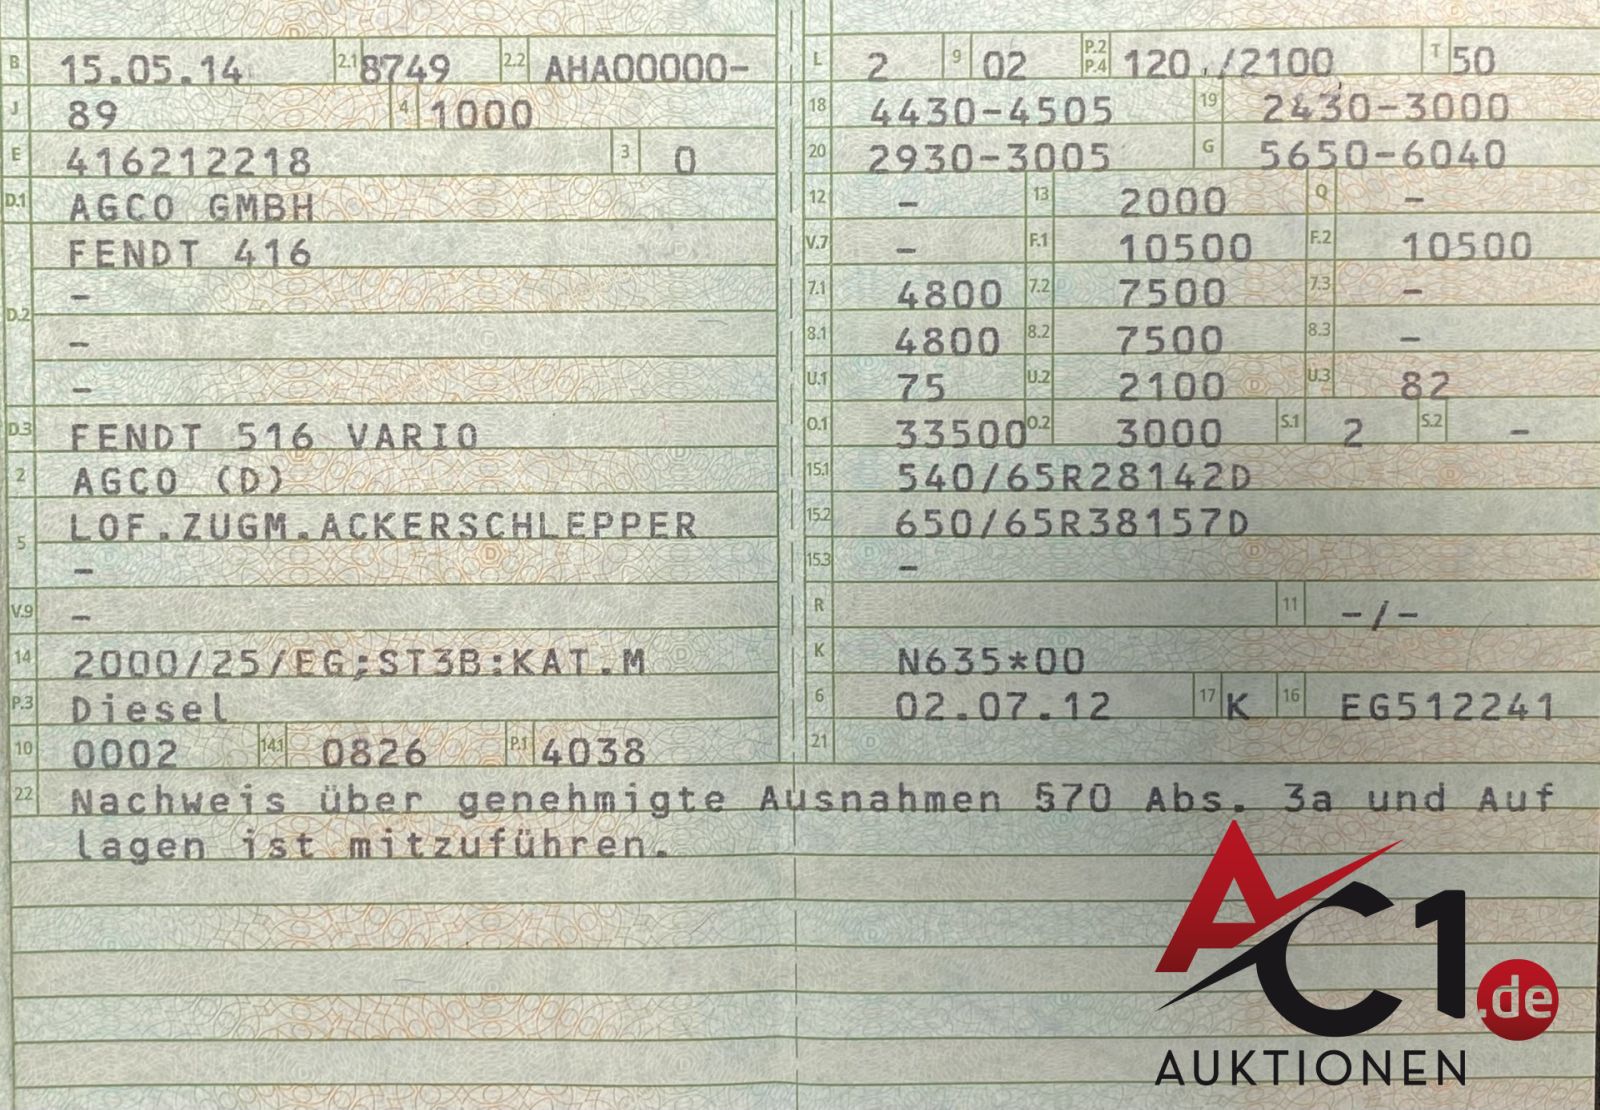 B 15.05.14 2.1 8749 2.2 AHA00000-
J 89 4 1000
E 416212218 3 0
D.1 AGCO GMBH
FENDT 416
-
D.2
-
-
D.3 FENDT 516 VARIO
2 AGCO (D)
LOF.ZUGM.ACKERSCHLEPPER
5
-
V.9 -
14 2000/25/EG;ST3B:KAT.M
P.3 Diesel
10 0002 14.1 0826 P.1 4038
L 2 9 02 P.2 P.4 120 /2100 T 50
18 4430-4505 19 2430-3000
20 2930-3005 G 5650-6040
12 - 13 2000 Q -
V.7 - F.1 10500 F.2 10500
7.1 4800 7.2 7500 7.3 -
8.1 4800 8.2 7500 8.3 -
U.1 75 U.2 2100 U.3 82
O.1 33500 O.2 3000 S.1 2 S.2 -
15.1 540/65R28142D
15.2 650/65R38157D
15.3 -
R 11 -/-
K N635*00
6 02.07.12 17 K 16 EG512241
21
22 Nachweis über genehmigte Ausnahmen §70 Abs. 3a und Auf
lagen ist mitzuführen.
AC1.de
AUKTIONEN